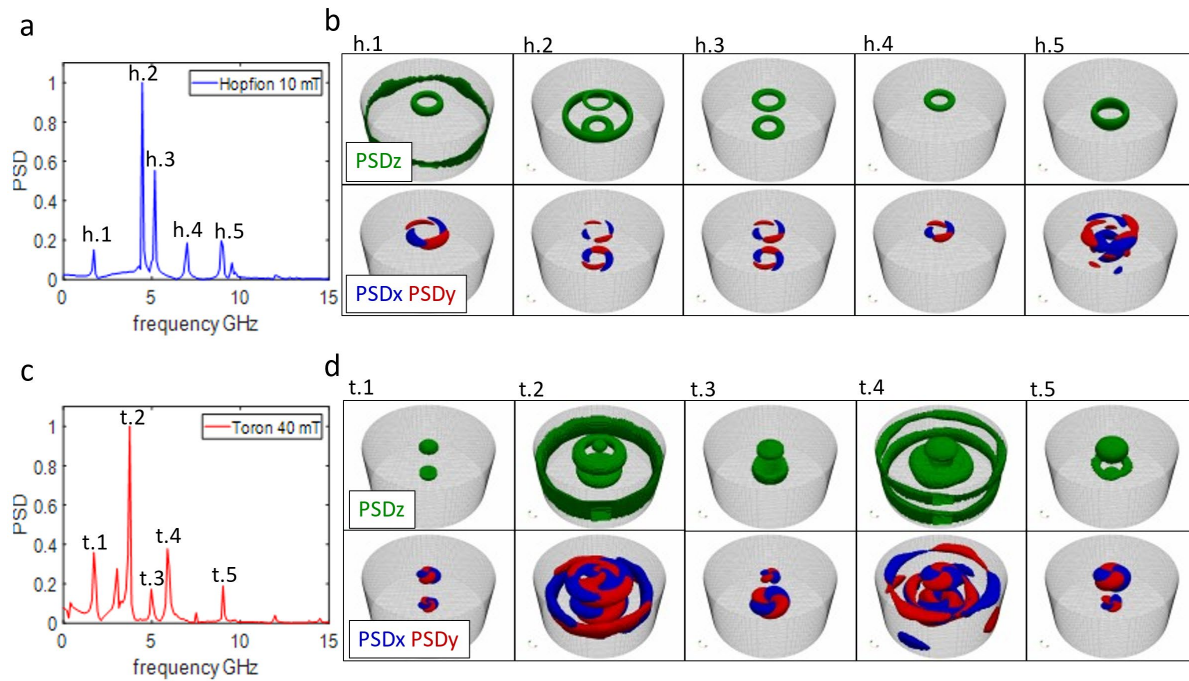 a
PSD
1
0.8
0.6
0.4
0.2
0
0 5 10 15
frequency GHz
Hopfion 10 mT
h.1
h.2
h.3
h.4
h.5
b
h.1 h.2 h.3 h.4 h.5
PSDz
PSDx PSDy
c
PSD
1
0.8
0.6
0.4
0.2
0
0 5 10 15
frequency GHz
Toron 40 mT
t.1
t.2
t.3
t.4
t.5
d
t.1 t.2 t.3 t.4 t.5
PSDz
PSDx PSDy